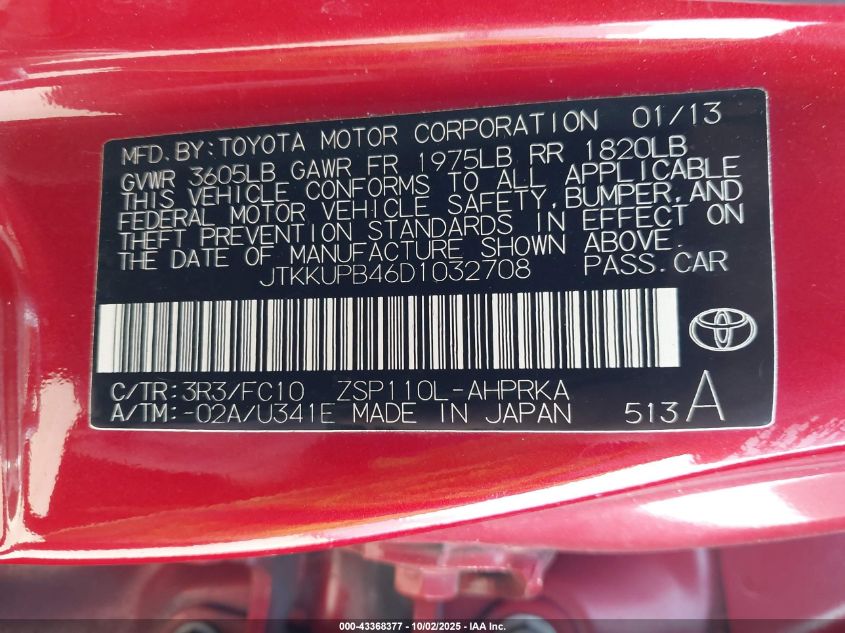 MFD.BY:TOYOTA MOTOR CORPORATION 01/13
GVWR 3605LB GAWR FR 1975LB RR 1820LB
THIS VEHICLE CONFORMS TO ALL APPLICABLE
FEDERAL MOTOR VEHICLE SAFETY,BUMPER,AND
THEFT PREVENTION STANDARDS IN EFFECT ON
THE DATE OF MANUFACTURE SHOWN ABOVE.
JTKKUPB46D1032708 PASS.CAR
C/TR:3R3/FC10 ZSP110L-AHPRKA
A/TM:-02A/U341E MADE IN JAPAN 513 A
000-43368377 - 10/02/2025 - IAA Inc.